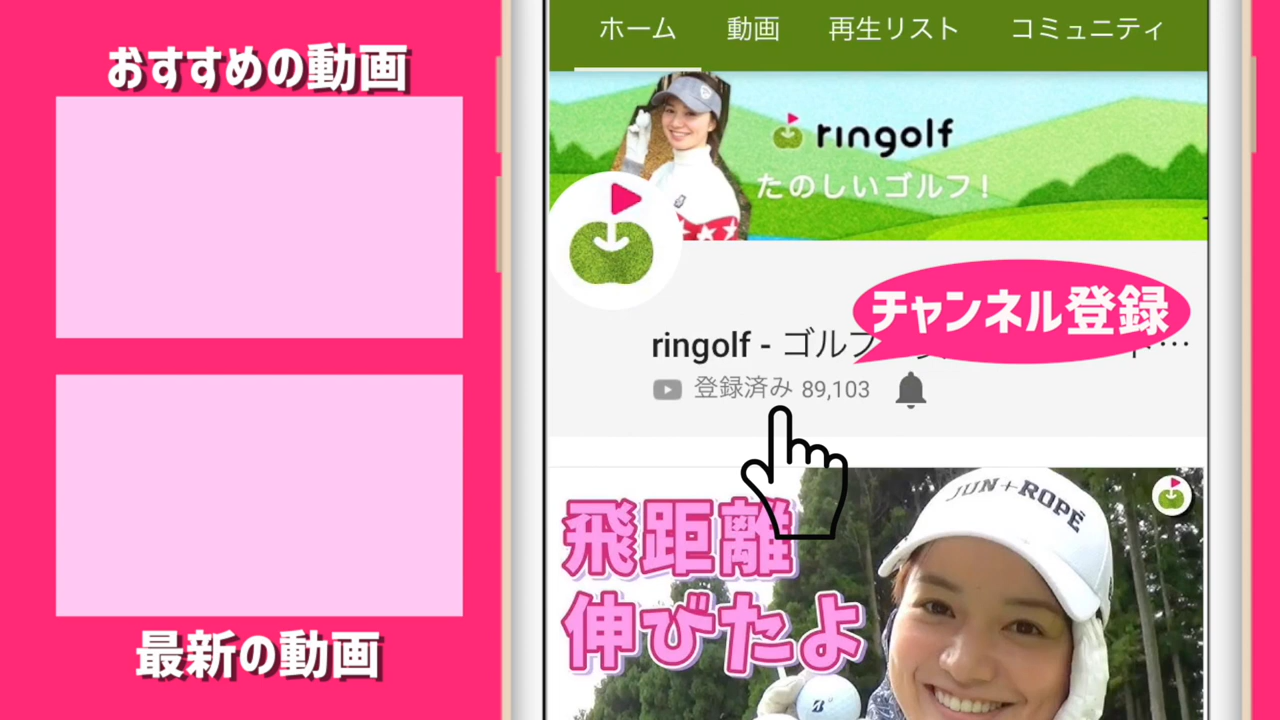 おすすめの動画
最新の動画
ホーム 動画 再生リスト コミュニティ
ringolf
たのしいゴルフ!
チャンネル登録
ringolf - ゴルフ
登録済み 89,103
JUN+ROPÉ
飛距離
伸びたよ
B